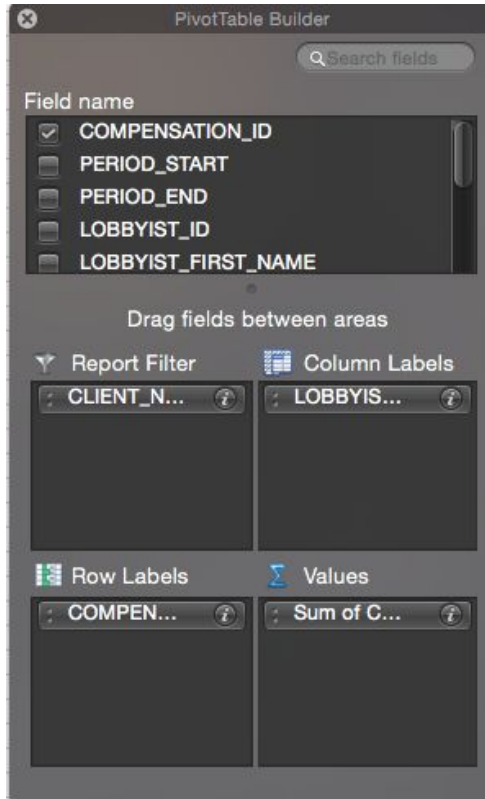 PivotTable Builder
Search fields
Field name
COMPENSATION_ID
PERIOD_START
PERIOD_END
LOBBYIST_ID
LOBBYIST_FIRST_NAME
Drag fields between areas
Report Filter
Column Labels
CLIENT_N...
LOBBYIS...
Row Labels
Values
COMPEN...
Sum of C...